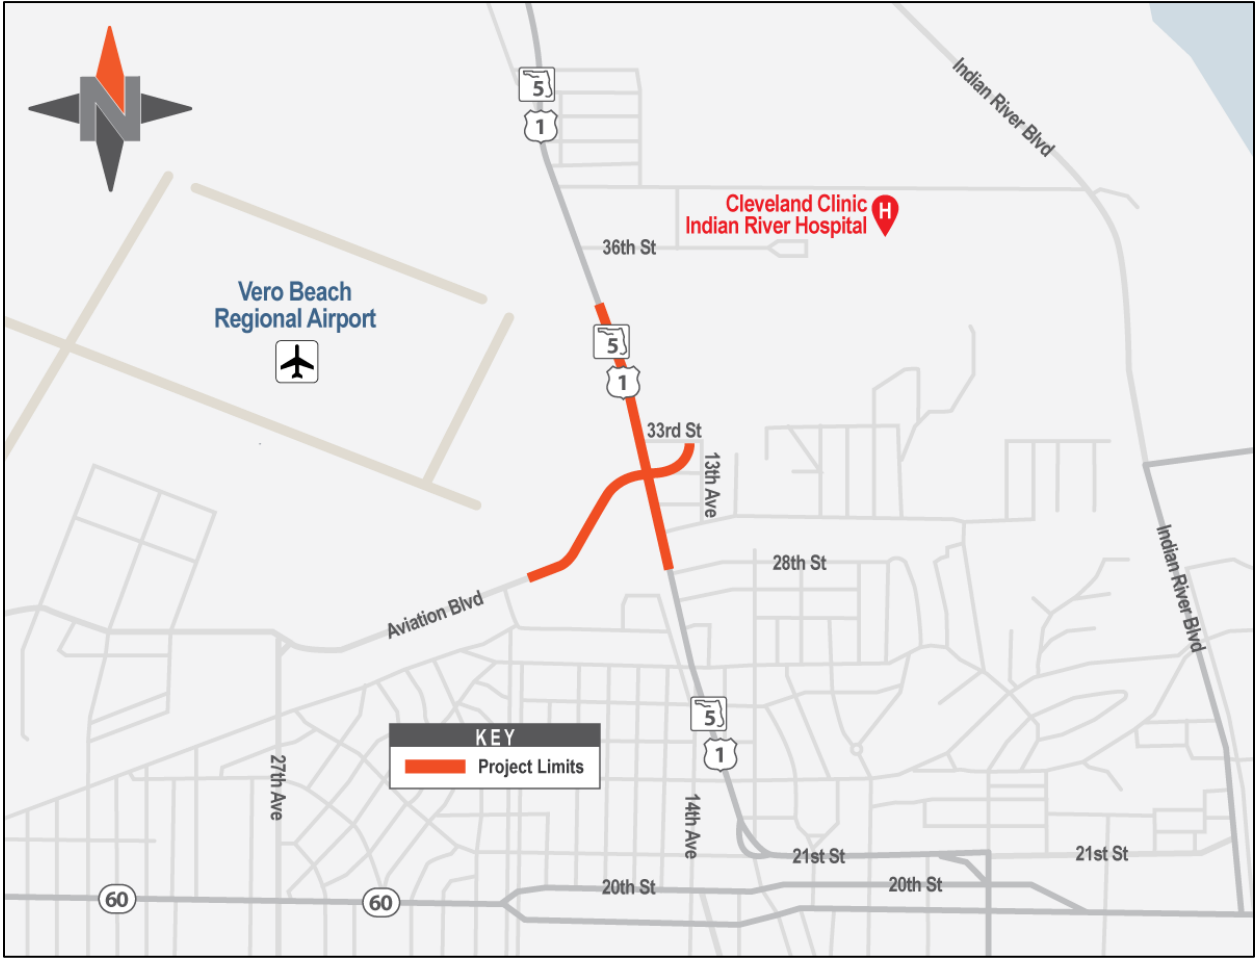 N
5
1
Indian River Blvd
Cleveland Clinic
Indian River Hospital
H
36th St
Vero Beach
Regional Airport
5
1
33rd St
13th Ave
28th St
Indian River Blvd
Aviation Blvd
5
1
KEY
Project Limits
27th Ave
14th Ave
21st St
21st St
20th St
20th St
60
60